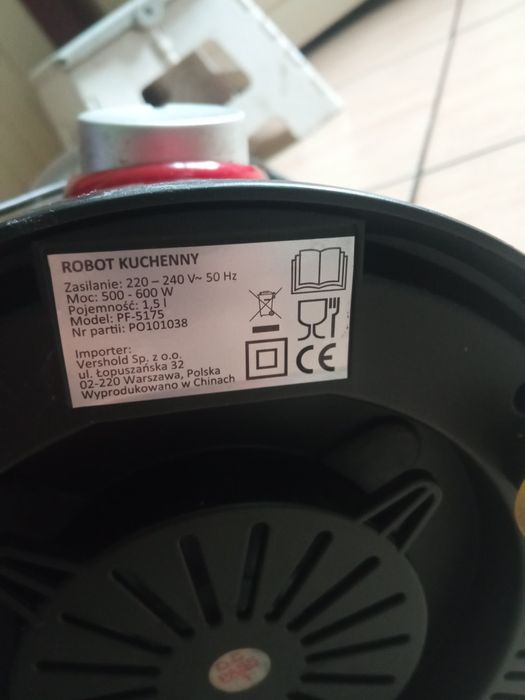 ROBOT KUCHENNY
Zasilanie: 220 – 240 V~ 50 Hz
Moc: 500 - 600 W
Pojemność: 1,5 l
Model: PF-5175
Nr partii: PO101038
Importer:
Vershold Sp. z o.o.
ul. Łopuszańska 32
02-220 Warszawa, Polska
Wyprodukowano w Chinach
CE